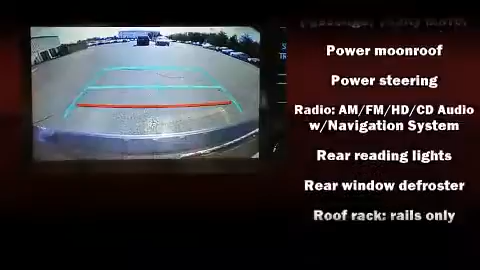 Power moonroof
Power steering
Radio: AM/FM/HD/CD Audio
w/Navigation System
Rear reading lights
Rear window defroster
Roof rack: rails only